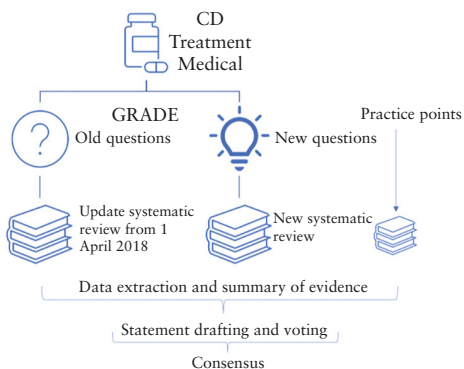 CD
Treatment
Medical
GRADE
Old questions
New questions
Practice points
?
Update systematic
review from 1
April 2018
New systematic
review
Data extraction and summary of evidence
Statement drafting and voting
Consensus